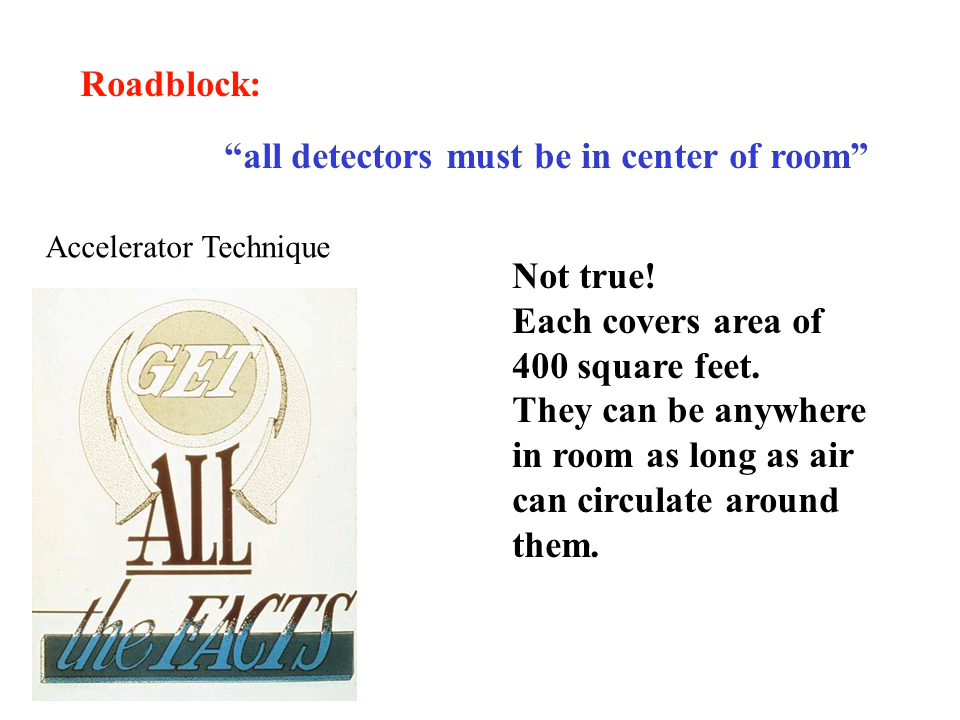 Roadblock:
“all detectors must be in center of room”
Accelerator Technique
GET
ALL
the FACTS
Not true!
Each covers area of
400 square feet.
They can be anywhere
in room as long as air
can circulate around
them.